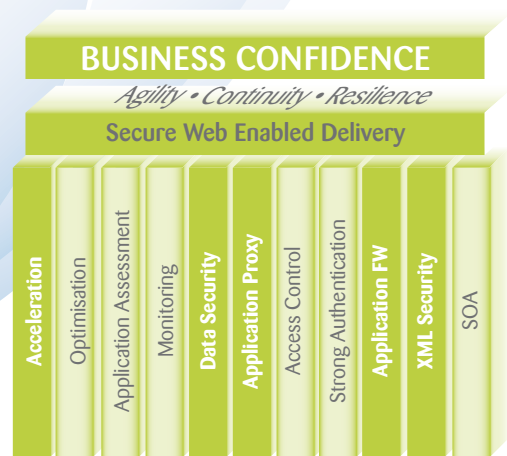 BUSINESS CONFIDENCE
Agility • Continuity • Resilience
Secure Web Enabled Delivery
Acceleration
Optimisation
Application Assessment
Monitoring
Data Security
Application Proxy
Access Control
Strong Authentication
Application FW
XML Security
SOA